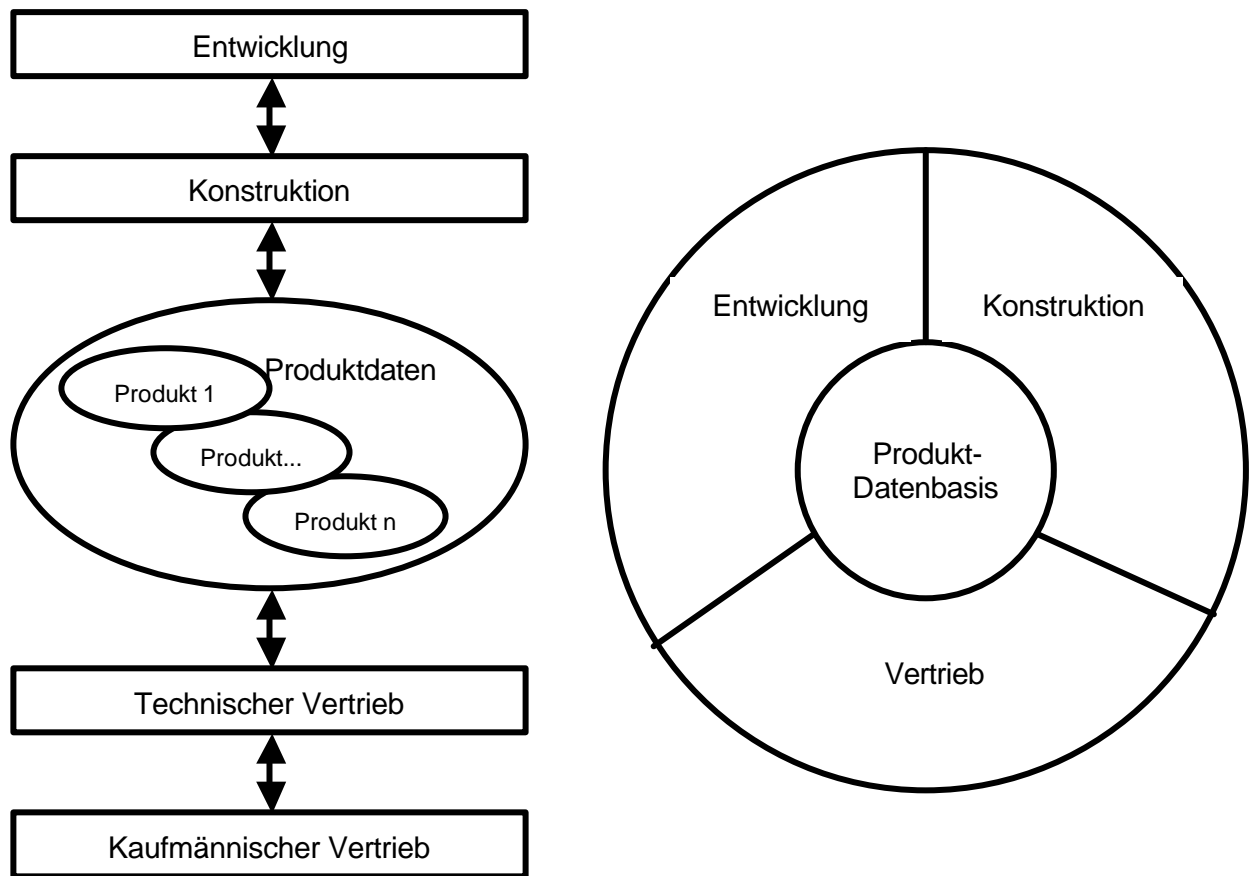 Entwicklung
Konstruktion
Produktdaten
Produkt 1
Produkt...
Produkt n
Technischer Vertrieb
Kaufmännischer Vertrieb
Entwicklung
Konstruktion
Produkt-
Datenbasis
Vertrieb